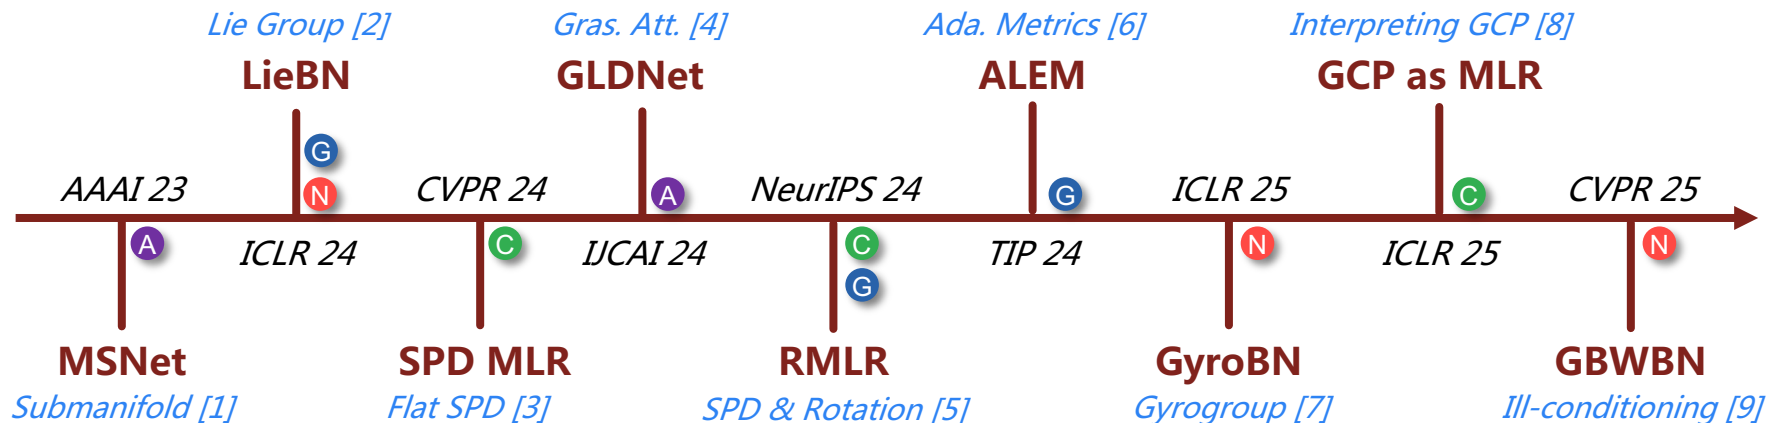 Lie Group [2]
Gras. Att. [4]
Ada. Metrics [6]
Interpreting GCP [8]
LieBN
GLDNet
ALEM
GCP as MLR
G
AAAI 23
N
CVPR 24
A
NeurIPS 24
G
ICLR 25
C
CVPR 25
A
ICLR 24
C
IJCAI 24
C
TIP 24
N
ICLR 25
N
G
MSNet
SPD MLR
RMLR
GyroBN
GBWBN
Submanifold [1]
Flat SPD [3]
SPD & Rotation [5]
Gyrogroup [7]
Ill-conditioning [9]